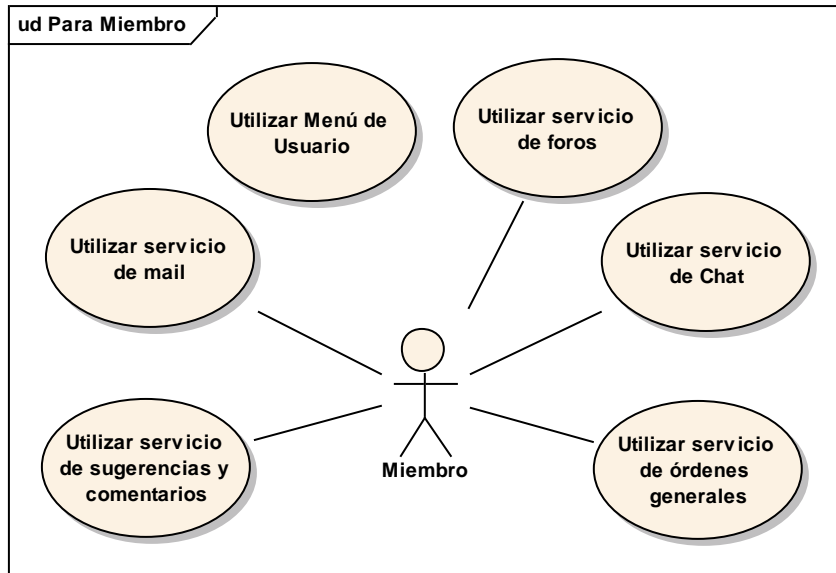 ud Para Miembro
Utilizar Menú de
Usuario
Utilizar servicio
de foros
Utilizar servicio
de mail
Utilizar servicio
de Chat
Utilizar servicio
de sugerencias y
comentarios
Miembro
Utilizar servicio
de órdenes
generales